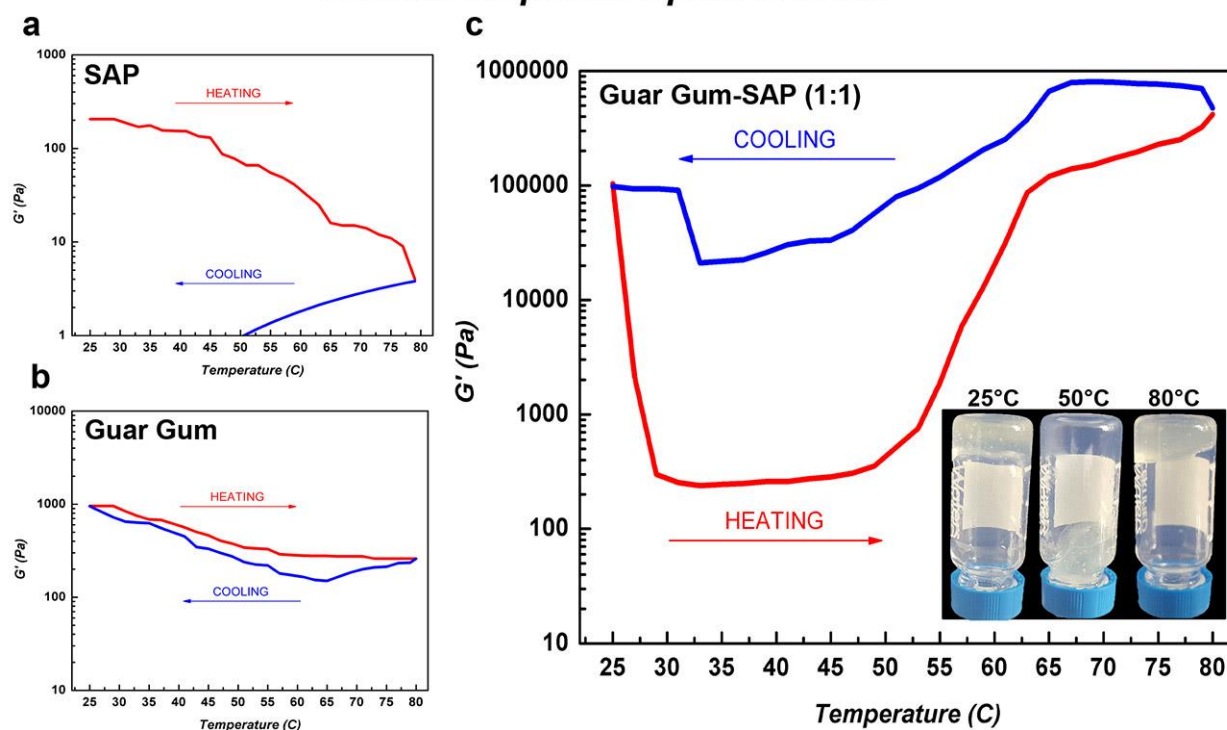 a
SAP
HEATING
COOLING
1000
100
10
1
G' (Pa)
25 30 35 40 45 50 55 60 65 70 75 80
Temperature (C)
b
Guar Gum
HEATING
COOLING
10000
1000
100
10
G' (Pa)
25 30 35 40 45 50 55 60 65 70 75 80
Temperature (C)
c
Guar Gum-SAP (1:1)
COOLING
HEATING
1000000
100000
10000
1000
100
10
G' (Pa)
25 30 35 40 45 50 55 60 65 70 75 80
Temperature (C)
25°C 50°C 80°C